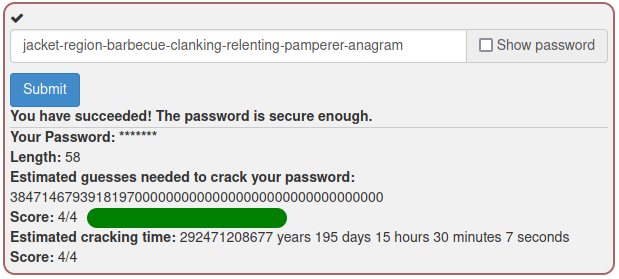 ✔
jacket-region-barbecue-clanking-relenting-pamperer-anagram
Show password
Submit
You have succeeded! The password is secure enough.
Your Password: *******
Length: 58
Estimated guesses needed to crack your password:
38471467939181970000000000000000000000000000000000
Score: 4/4
Estimated cracking time: 292471208677 years 195 days 15 hours 30 minutes 7 seconds
Score: 4/4